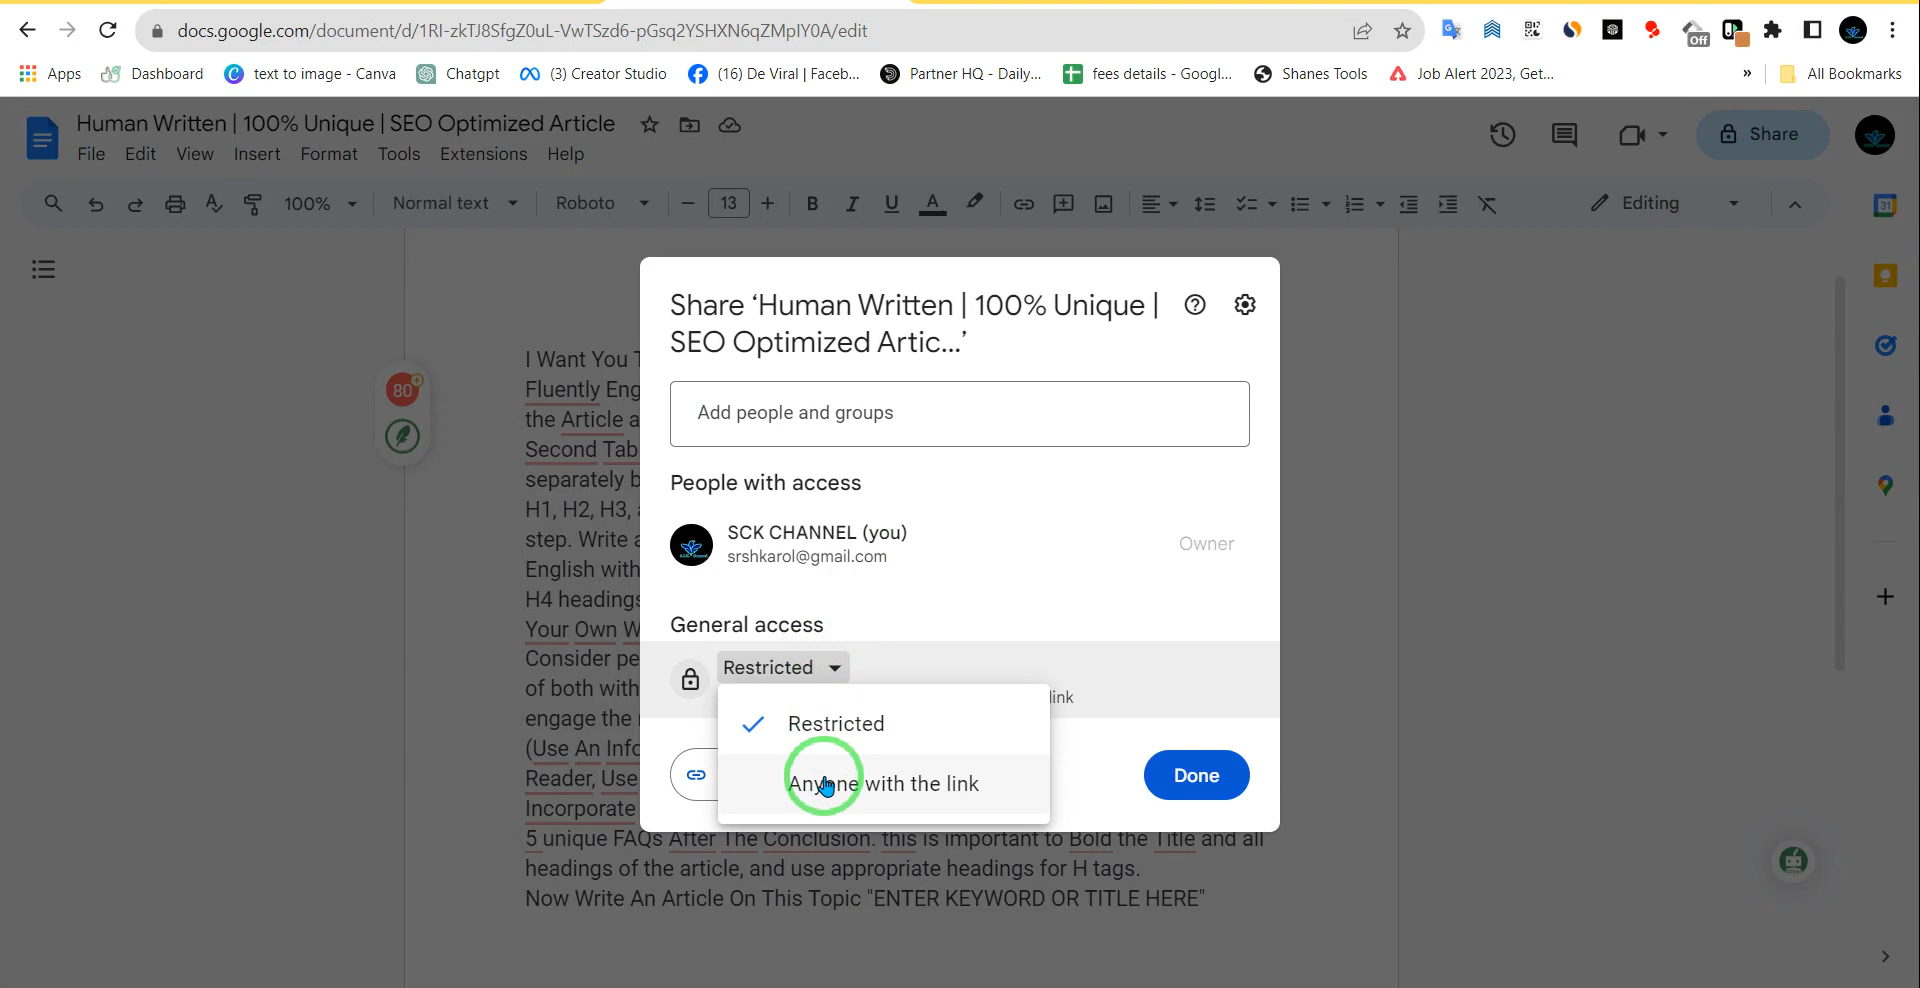 docs.google.com/document/d/1RI-zkTJ8SfgZ0uL-VwTSzd6-pGsq2YSHXN6qZMpIY0A/edit
Off
Apps
Dashboard
text to image - Canva
Chatgpt
(3) Creator Studio
(16) De Viral | Faceb...
Partner HQ - Daily...
fees details - Googl...
Shanes Tools
Job Alert 2023, Get...
»
All Bookmarks
Human Written | 100% Unique | SEO Optimized Article
File Edit View Insert Format Tools Extensions Help
Share
100%
Normal text
Roboto
13
B I U A
Editing
31
Share ‘Human Written | 100% Unique |
SEO Optimized Artic...’
Add people and groups
People with access
SCK CHANNEL (you)
srshkarol@gmail.com
Owner
General access
Restricted
link
Restricted
Anyone with the link
Done
80
I Want You
Fluently Eng
the Article a
Second Tab
separately b
H1, H2, H3,
step. Write a
English with
H4 headings
Your Own W
Consider pe
of both with
engage the
(Use An Info
Reader, Use
Incorporate
5 unique FAQs After The Conclusion. this is important to Bold the Title and all
headings of the article, and use appropriate headings for H tags.
Now Write An Article On This Topic "ENTER KEYWORD OR TITLE HERE"